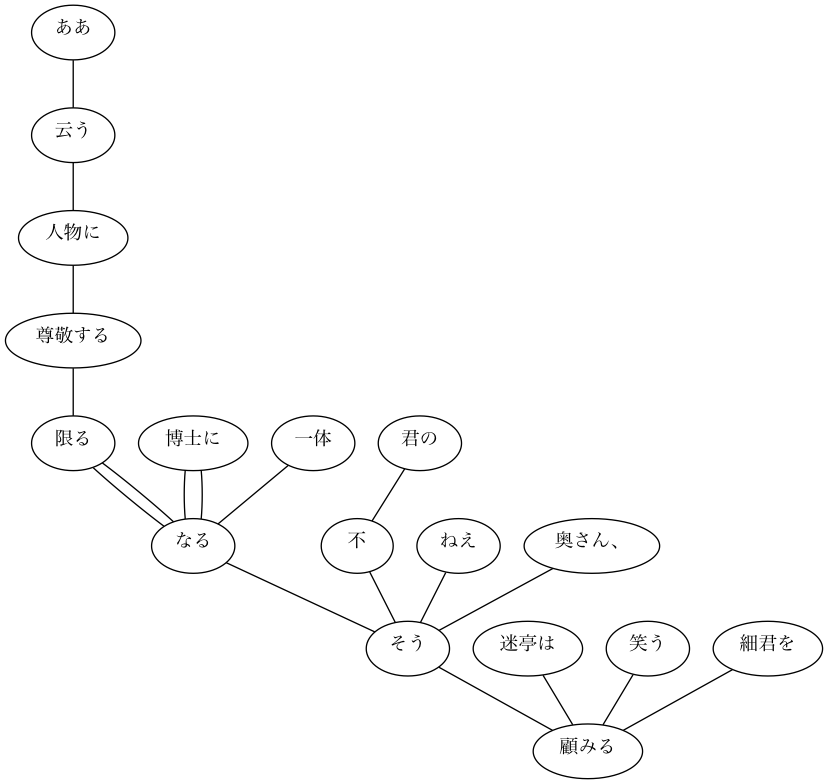 ああ
云う
人物に
尊敬する
限る
博士に
一体
君の
なる
不
ねえ
奥さん、
そう
迷亭は
笑う
細君を
顧みる